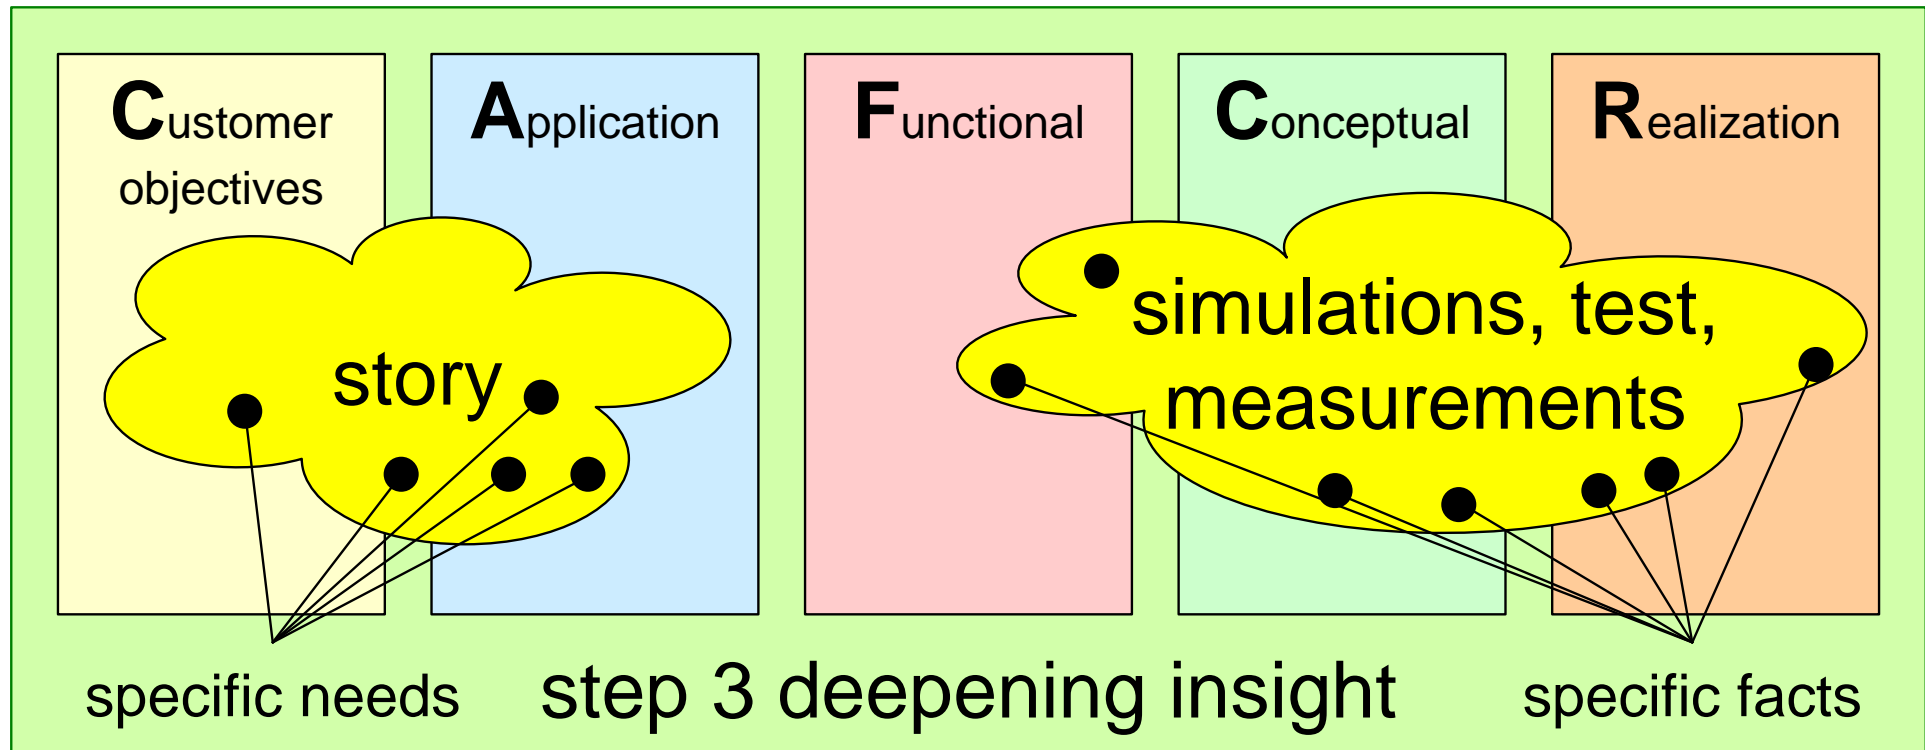 Customer
objectives
Application
Functional
Conceptual
Realization
story
simulations, test,
measurements
specific needs
step 3 deepening insight
specific facts